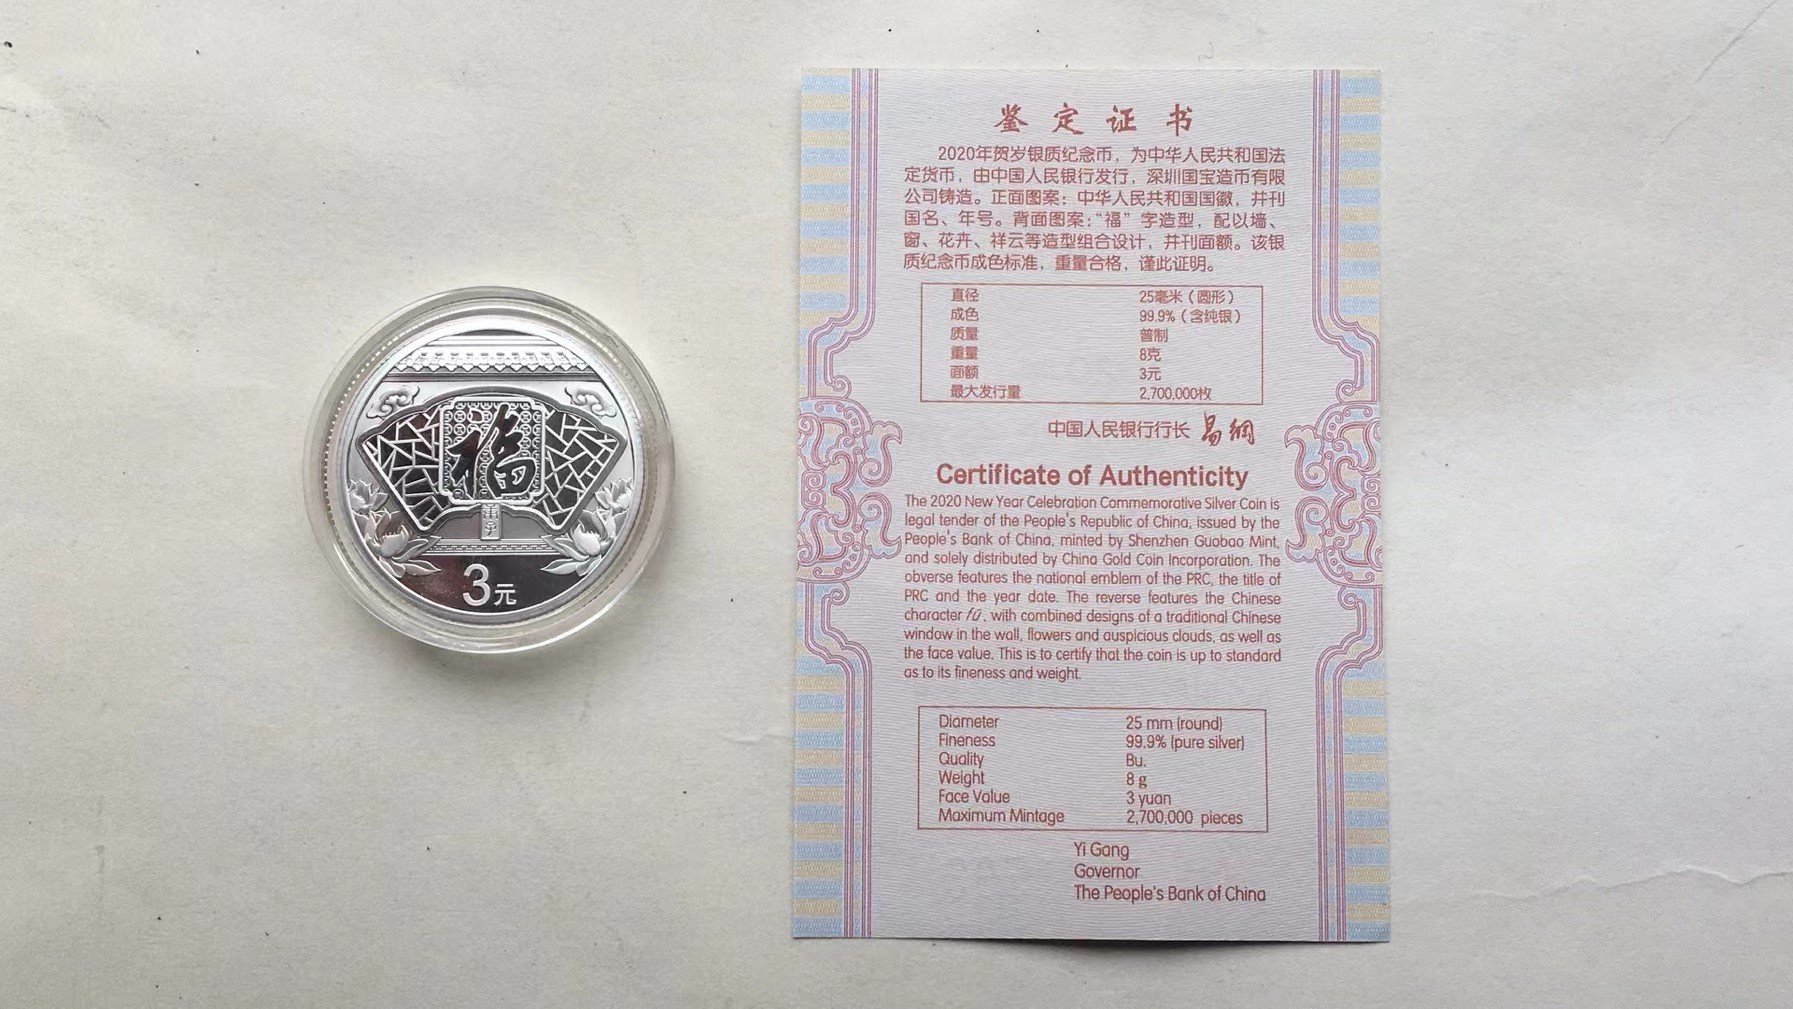 福
3元
鉴定证书
2020年贺岁银质纪念币，为中华人民共和国法
定货币，由中国人民银行发行，深圳国宝造币有限
公司铸造。正面图案：中华人民共和国国徽，并刊
国名、年号。背面图案：“福”字造型，配以墙、
窗、花卉、祥云等造型组合设计，并刊面额。该银
质纪念币成色标准，重量合格，谨此证明。
直径 25毫米（圆形）
成色 99.9%（含纯银）
质量 普制
重量 8克
面额 3元
最大发行量 2,700,000枚
中国人民银行行长 易纲
Certificate of Authenticity
The 2020 New Year Celebration Commemorative Silver Coin is
legal tender of the People's Republic of China, issued by the
People's Bank of China, minted by Shenzhen Guobao Mint,
and solely distributed by China Gold Coin Incorporation. The
obverse features the national emblem of the PRC, the title of
PRC and the year date. The reverse features the Chinese
character fú, with combined designs of a traditional Chinese
window in the wall, flowers and auspicious clouds, as well as
the face value. This is to certify that the coin is up to standard
as to its fineness and weight.
Diameter 25 mm (round)
Fineness 99.9% (pure silver)
Quality Bu.
Weight 8 g
Face Value 3 yuan
Maximum Mintage 2,700,000 pieces
Yi Gang
Governor
The People's Bank of China